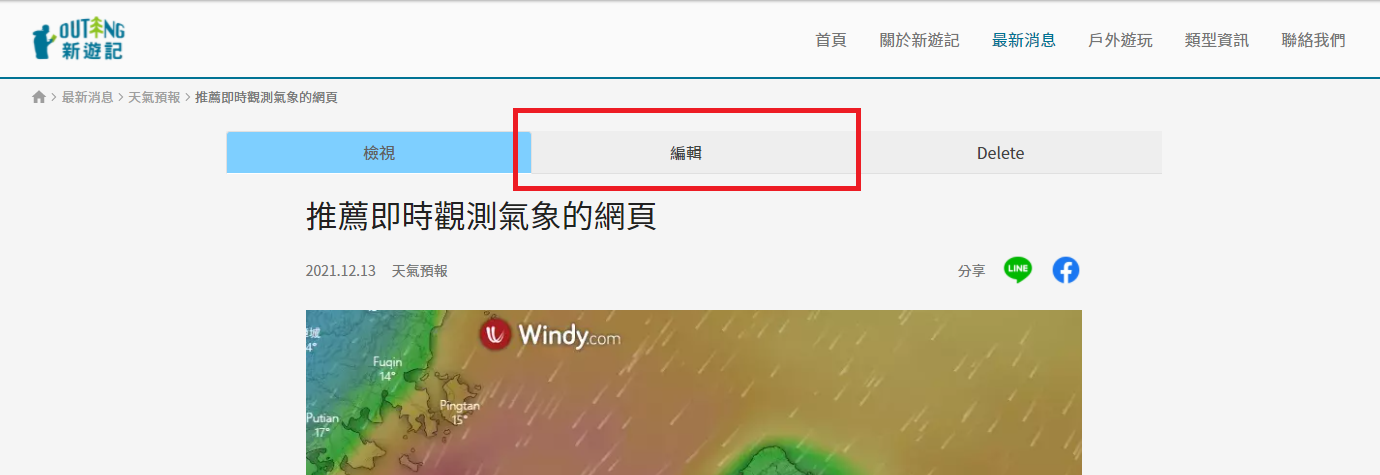 OUTING
新遊記
首頁 關於新遊記 最新消息 戶外遊玩 類型資訊 聯絡我們
最新消息 > 天氣預報 > 推薦即時觀測氣象的網頁
檢視 編輯 Delete
推薦即時觀測氣象的網頁
2021.12.13 天氣預報 分享 LINE
Windy.com
4°
Fuqin
14°
Pingtan
15°
Putian
17°